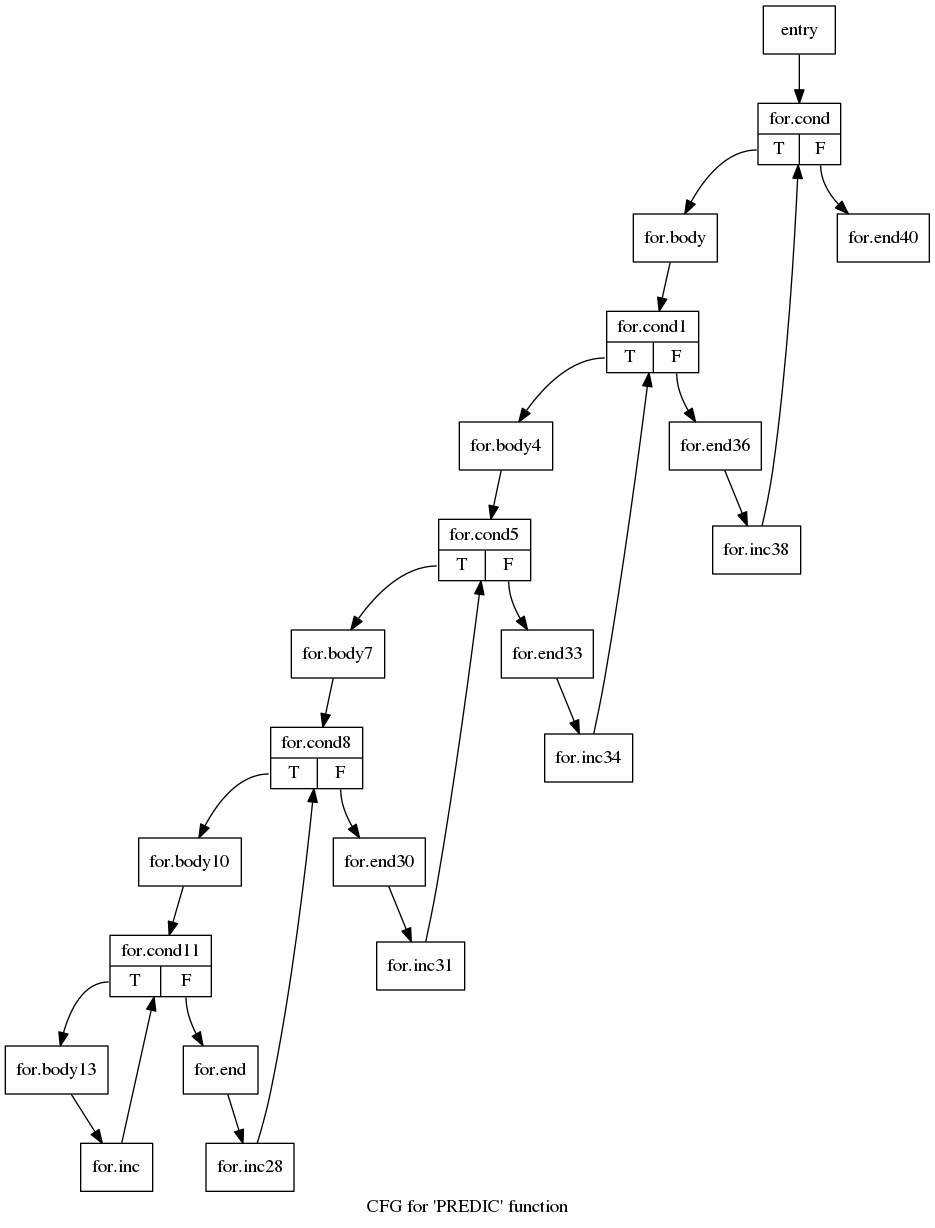 entry
for.cond
T F
for.body
for.end40
for.cond1
T F
for.body4
for.end36
for.cond5
T F
for.inc38
for.body7
for.end33
for.cond8
T F
for.inc34
for.body10
for.end30
for.cond11
T F
for.inc31
for.body13
for.end
for.inc
for.inc28
CFG for 'PREDIC' function